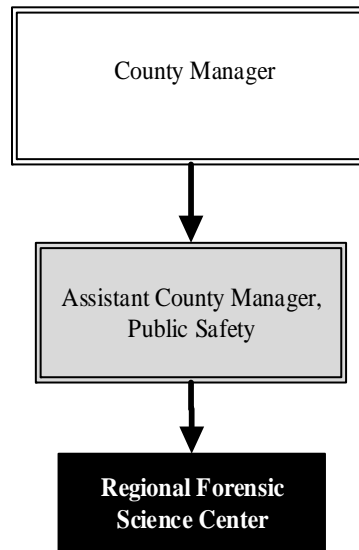 County Manager
Assistant County Manager,
Public Safety
Regional Forensic
Science Center